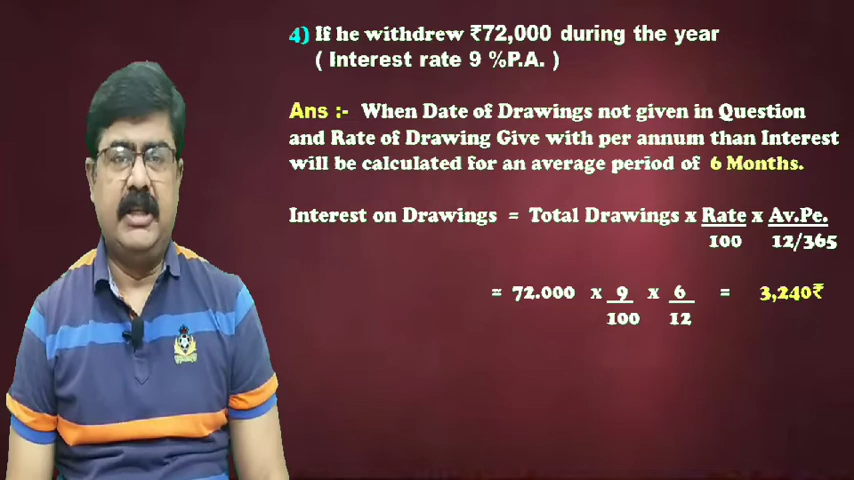 4) If he withdrew ₹72,000 during the year
( Interest rate 9 %P.A. )
Ans :- When Date of Drawings not given in Question
and Rate of Drawing Give with per annum than Interest
will be calculated for an average period of 6 Months.
Interest on Drawings = Total Drawings x Rate x Av.Pe.
100 12/365
= 72.000 x 9 x 6 = 3,240₹
100 12